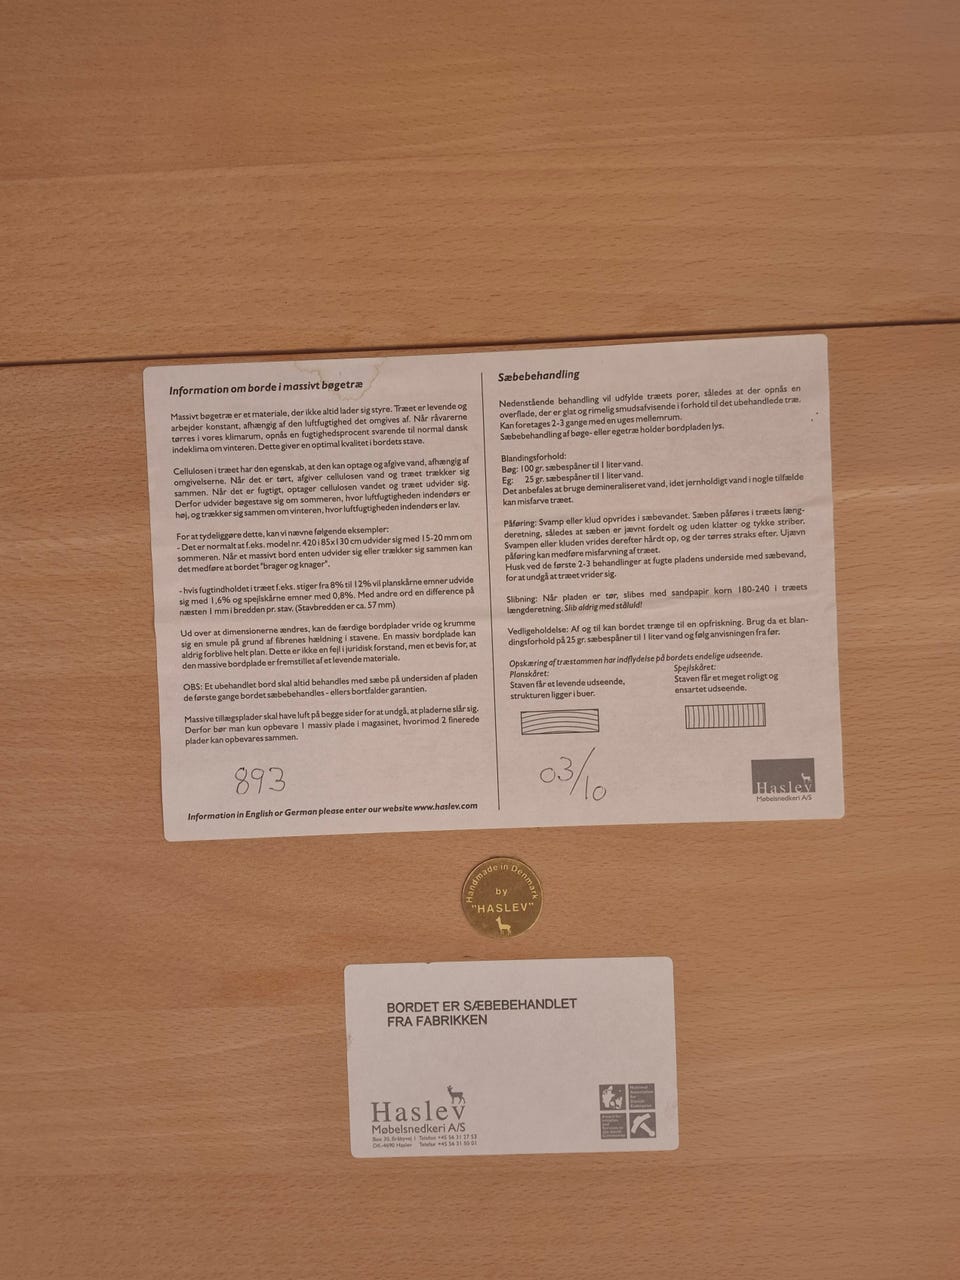 Information om borde i massivt bøgetræ
Massivt bøgetræ er et materiale, der ikke altid lader sig styre. Træet er levende og
arbejder konstant, afhængig af den luftfugtighed det omgives af. Når råvarerne
tørres i vores klimarum, opnås en fugtighedsprocent svarende til normal dansk
indeklima om vinteren. Dette giver en optimal kvalitet i bordets stave.
Cellulosen i træet har den egenskab, at den kan optage og afgive vand, afhængig af
omgivelserne. Når det er tørt, afgiver cellulosen vand og træet trækker sig
sammen. Når det er fugtigt, optager cellulosen vandet og træet udvider sig.
Derfor udvider bøgestave sig om sommeren, hvor luftfugtigheden indendørs er
høj, og trækker sig sammen om vinteren, hvor luftfugtigheden indendørs er lav.
For at tydeliggøre dette, kan vi nævne følgende eksempler:
- Det er normalt at f.eks. model nr. 420 i 85x130 cm udvider sig med 15-20 mm om
sommeren. Når et massivt bord enten udvider sig eller trækker sig sammen kan
det medføre at bordet "brager og knager".
- hvis fugtindholdet i træet f.eks. stiger fra 8% til 12% vil planskårne emner udvide
sig med 1,6% og spejlskårne emner med 0,8%. Med andre ord en difference på
næsten 1 mm i bredden pr. stav. (Stavbredden er ca. 57 mm)
Ud over at dimensionerne ændres, kan de færdige bordplader vride og krumme
sig en smule på grund af fibrenes hældning i stavene. En massiv bordplade kan
aldrig forblive helt plan. Dette er ikke en fejl i juridisk forstand, men et bevis for, at
den massive bordplade er fremstillet af et levende materiale.
OBS: Et ubehandlet bord skal altid behandles med sæbe på undersiden af pladen
de første gange bordet sæbebehandles - ellers bortfalder garantien.
Massive tillægsplader skal have luft på begge sider for at undgå, at pladerne slår sig.
Derfor bør man kun opbevare 1 massiv plade i magasinet, hvorimod 2 finerede
plader kan opbevares sammen.
893
Information in English or German please enter our website www.haslev.com
Sæbebehandling
Nedenstående behandling vil udfylde træets porer, således at der opnås en
overflade, der er glat og rimelig smudsafvisende i forhold til det ubehandlede træ.
Kan foretages 2-3 gange med en uges mellemrum.
Sæbebehandling af bøge- eller egetræ holder bordpladen lys.
Blandingsforhold:
Bøg: 100 gr. sæbespåner til 1 liter vand.
Eg: 25 gr. sæbespåner til 1 liter vand.
Det anbefales at bruge demineraliseret vand, idet jernholdigt vand i nogle tilfælde
kan misfarve træet.
Påføring: Svamp eller klud opvrides i sæbevandet. Sæben påføres i træets læng-
deretning, således at sæben er jævnt fordelt og uden klatter og tykke striber.
Svampen eller kluden vrides derefter hårdt op, og der tørres straks efter. Ujævn
påføring kan medføre misfarvning af træet.
Husk ved de første 2-3 behandlinger at fugte pladens underside med sæbevand,
for at undgå at træet vrider sig.
Slibning: Når pladen er tør, slibes med sandpapir korn 180-240 i træets
længderetning. Slib aldrig med ståluld!
Vedligeholdelse: Af og til kan bordet trænge til en opfriskning. Brug da et blan-
dingsforhold på 25 gr. sæbespåner til 1 liter vand og følg anvisningen fra før.
Opskæring af træstammen har indflydelse på bordets endelige udseende.
Planskåret:
Staven får et levende udseende,
strukturen ligger i buer.
Spejlskåret:
Staven får et meget roligt og
ensartet udseende.
03/10
Haslev
Møbelsnedkeri A/S
Handmade in Denmark
by
"HASLEV"
BORDET ER SÆBEBEHANDLET
FRA FABRIKKEN
Haslev
Møbelsnedkeri A/S